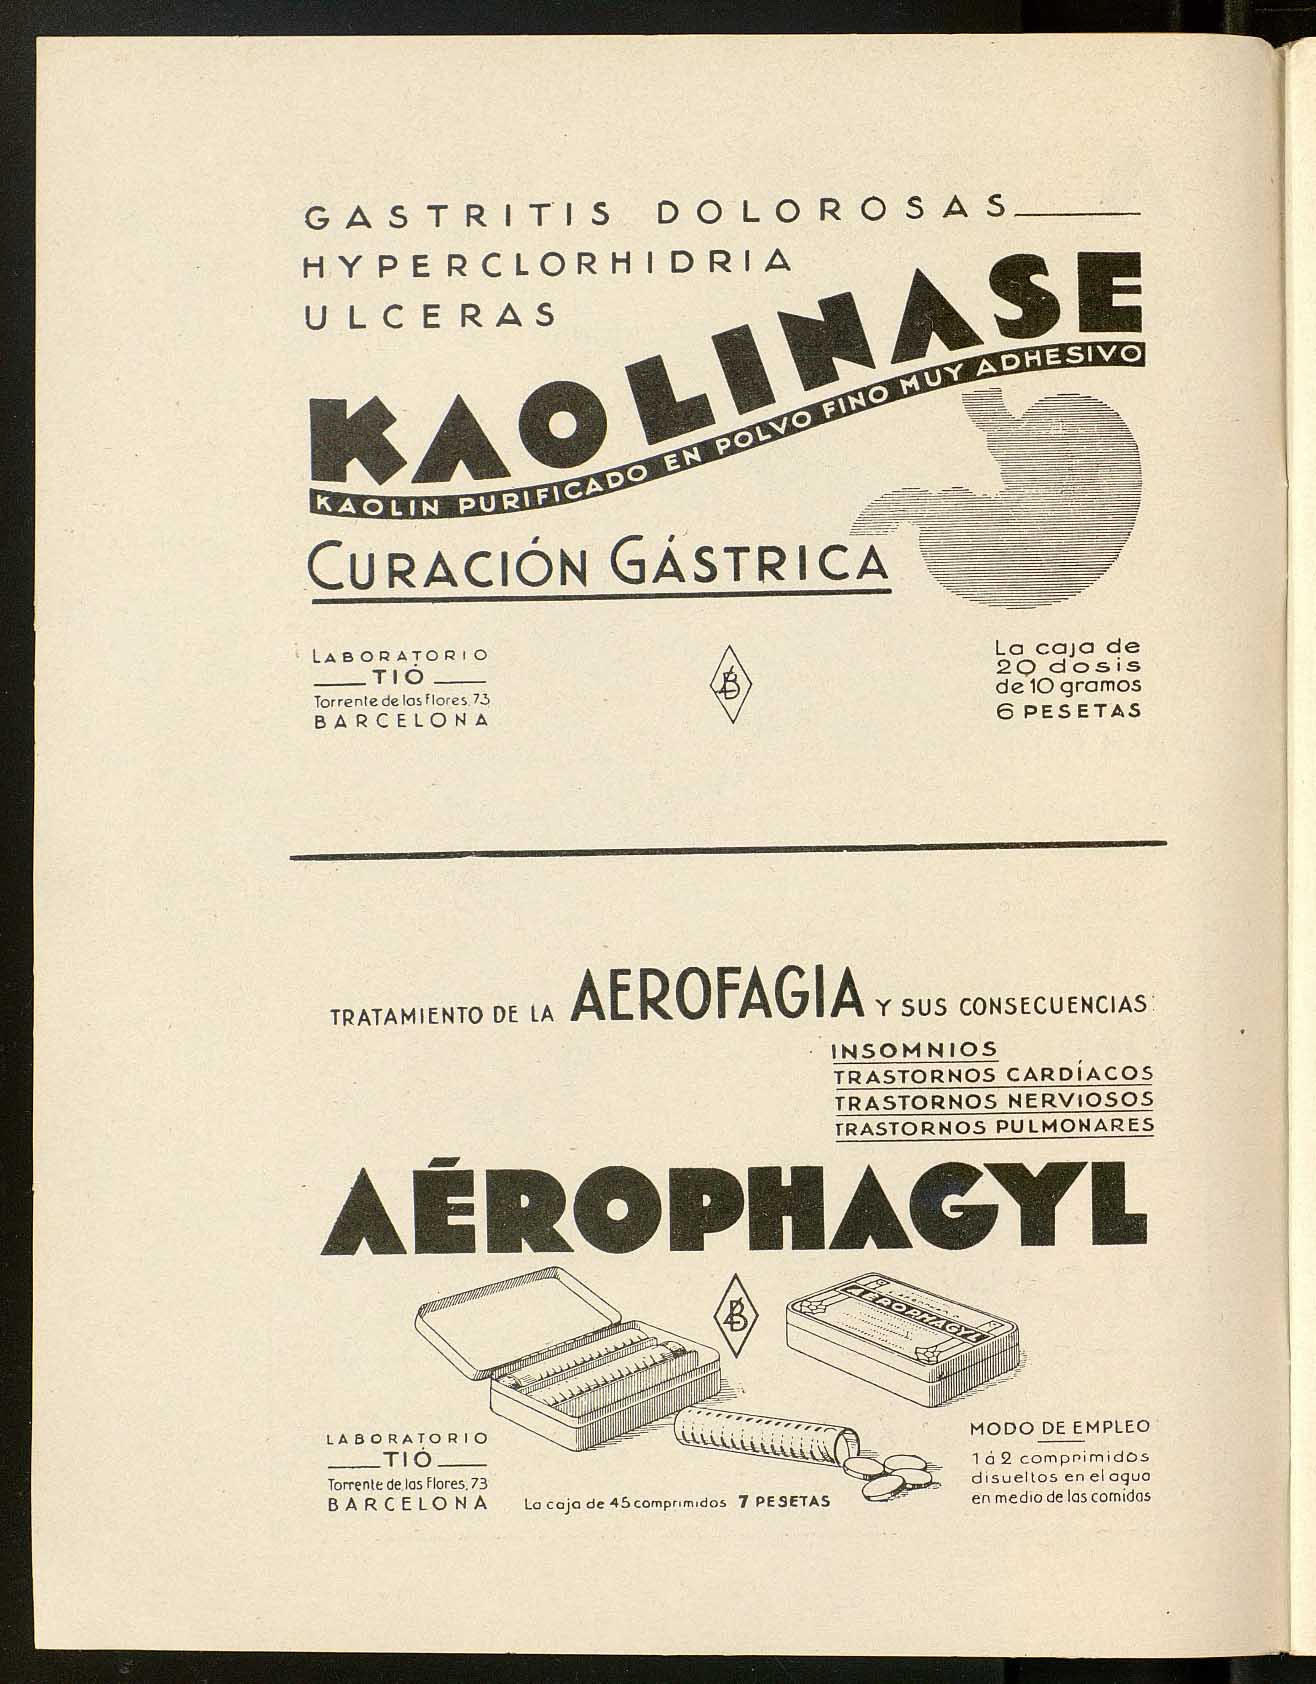 GASTRITIS DOLOROSAS
HYPERCLORHIDRIA
ULCERAS
KAOLINASE
KAOLIN PURIFICADO EN POLVO FINO MUY ADHESIVO
CURACIÓN GÁSTRICA
LABORATORIO
TIÓ
Torrente de las Flores, 73
BARCELONA
La caja de
20 dosis
de 10 gramos
6 PESETAS
TRATAMIENTO DE LA AEROFAGIA Y SUS CONSECUENCIAS:
INSOMNIOS
TRASTORNOS CARDÍACOS
TRASTORNOS NERVIOSOS
TRASTORNOS PULMONARES
AÉROPHAGYL
AÉROPHAGYL
LABORATORIO
TIÓ
Torrente de las Flores, 73
BARCELONA
La caja de 45 comprimidos 7 PESETAS
MODO DE EMPLEO
1 á 2 comprimidos
disueltos en el agua
en medio de las comidas